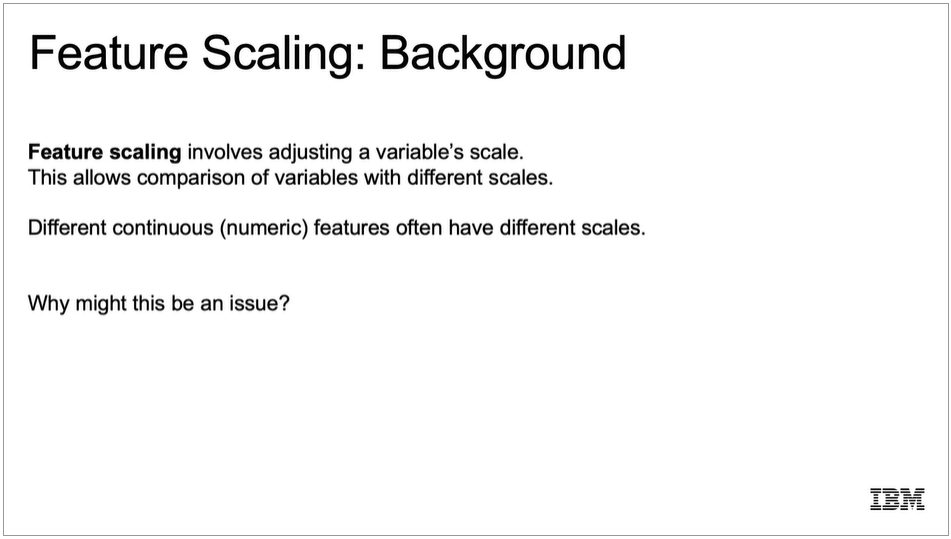 Feature Scaling: Background
Feature scaling involves adjusting a variable’s scale.
This allows comparison of variables with different scales.
Different continuous (numeric) features often have different scales.
Why might this be an issue?
IBM